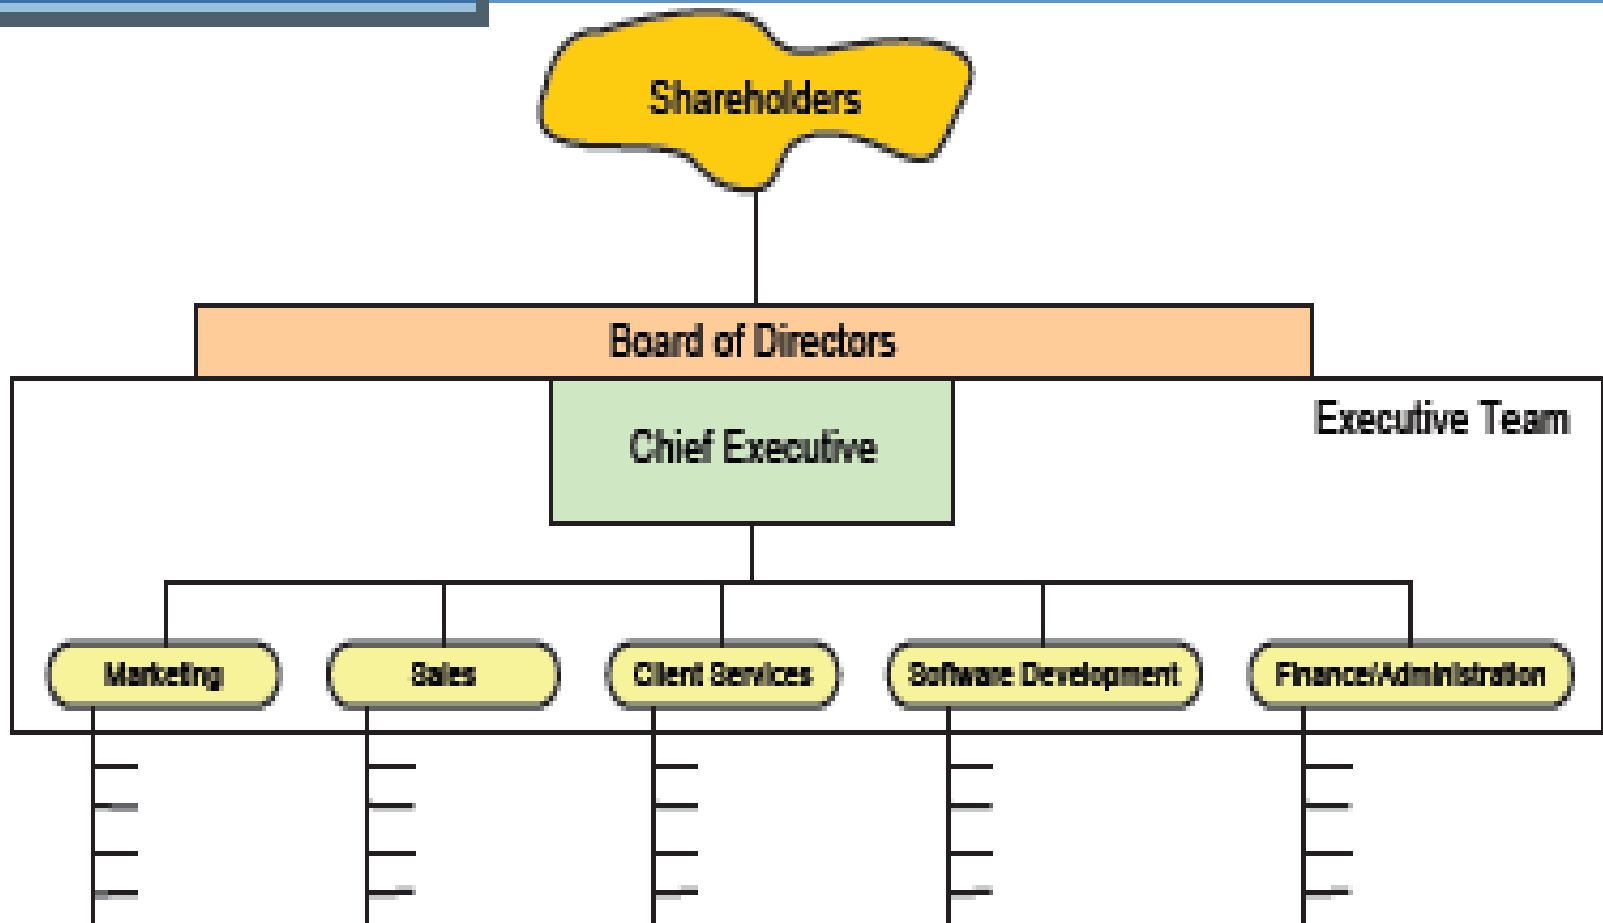 Shareholders
Board of Directors
Executive Team
Chief Executive
Marketing
Sales
Client Services
Software Development
Finance/Administration